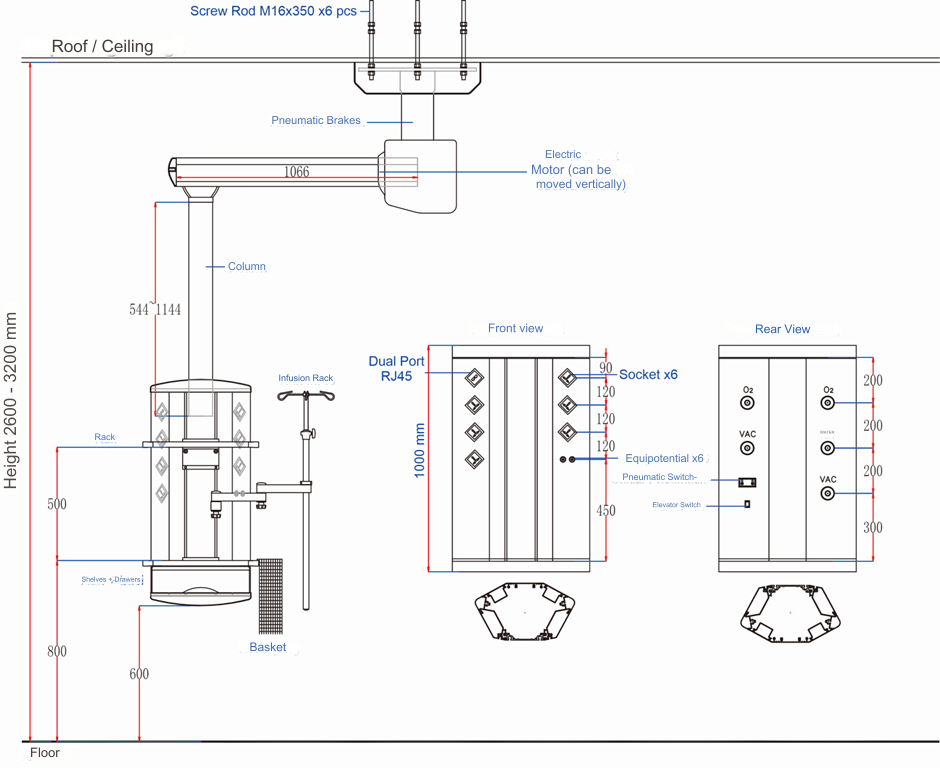 Screw Rod M16x350 x6 pcs
Roof / Ceiling
Pneumatic Brakes
Electric
Motor (can be
moved vertically)
1066
Column
544~1144
Height 2600 - 3200 mm
Front view
Rear View
Dual Port
RJ45
Socket x6
90
120
120
120
450
1000 mm
Equipotential x6
Pneumatic Switch-
Elevator Switch
O2
O2
VAC
WATER
VAC
200
200
200
300
Infusion Rack
Rack
500
Shelves + Drawers
Basket
800
600
Floor